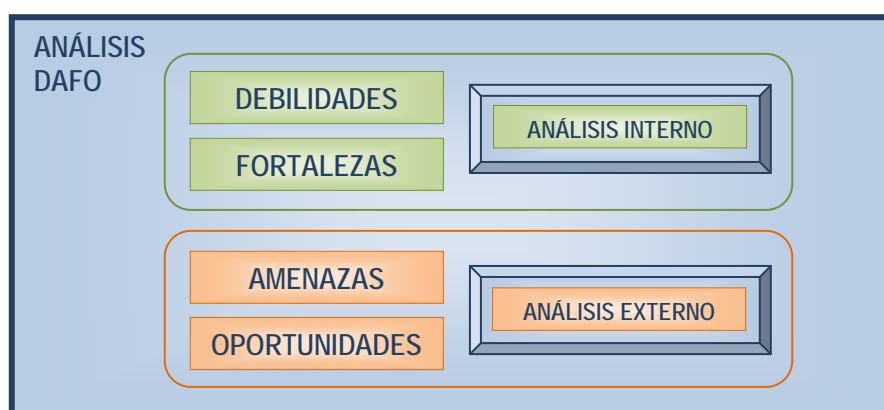 ANÁLISIS
DAFO
DEBILIDADES
FORTALEZAS
ANÁLISIS INTERNO
AMENAZAS
OPORTUNIDADES
ANÁLISIS EXTERNO